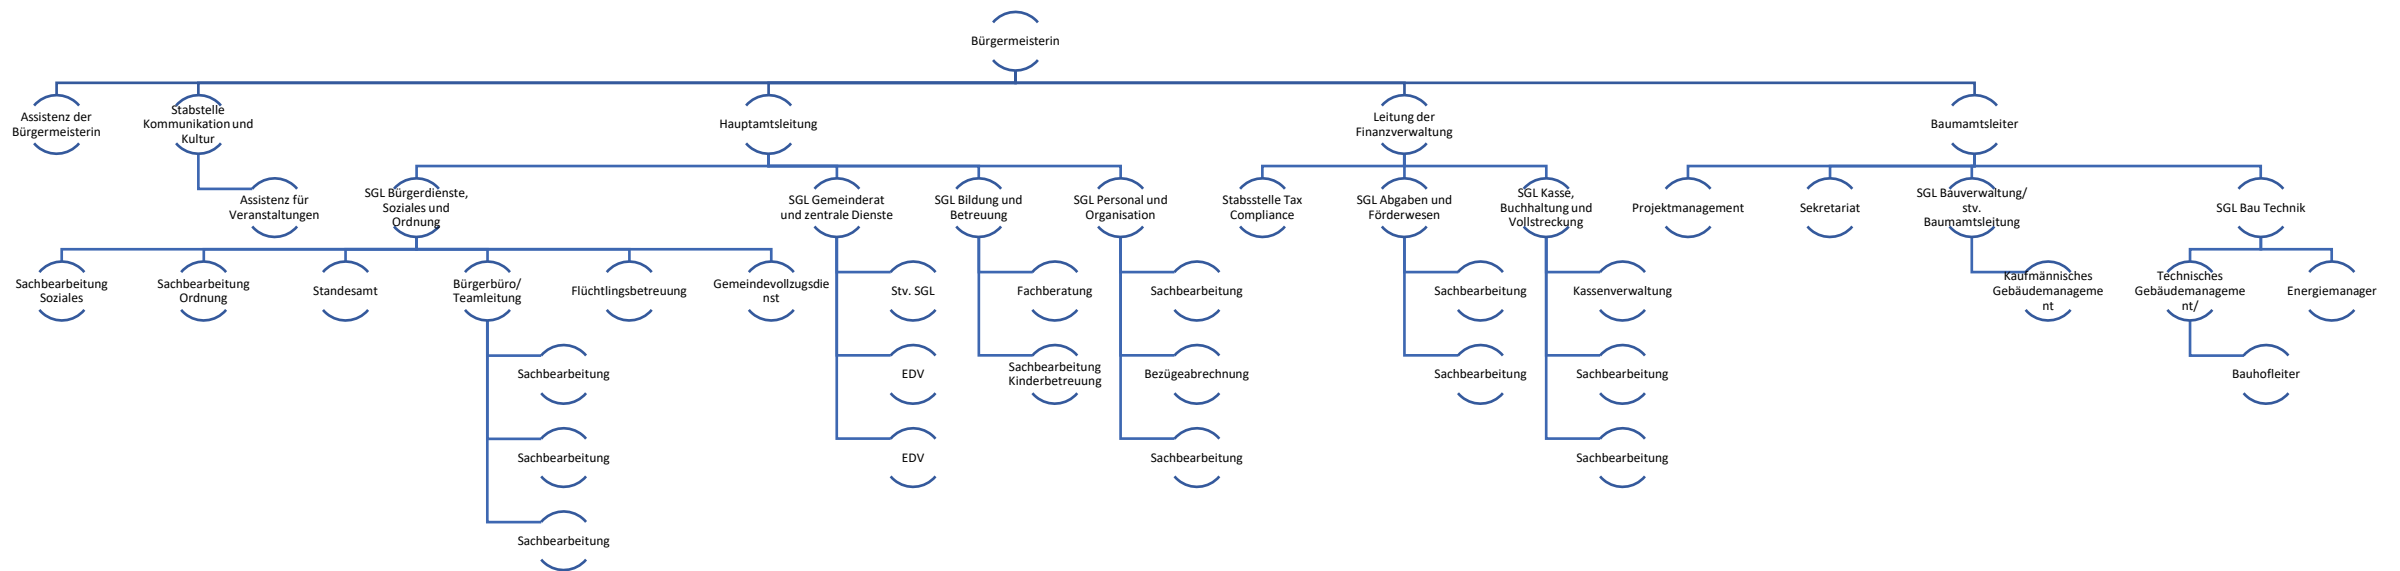 Bürgermeisterin
Assistenz der
Bürgermeisterin
Stabstelle
Kommunikation und
Kultur
Hauptamtsleitung
Leitung der
Finanzverwaltung
Baumamtsleiter
Assistenz für
Veranstaltungen
SGL Bürgerdienste,
Soziales und
Ordnung
SGL Gemeinderat
und zentrale Dienste
SGL Bildung und
Betreuung
SGL Personal und
Organisation
Stabsstelle Tax
Compliance
SGL Abgaben und
Förderwesen
SGL Kasse,
Buchhaltung und
Vollstreckung
Projektmanagement
Sekretariat
SGL Bauverwaltung/
stv.
Baumamtsleitung
SGL Bau Technik
Sachbearbeitung
Soziales
Sachbearbeitung
Ordnung
Standesamt
Bürgerbüro/
Teamleitung
Flüchtlingsbetreuung
Gemeindevollzugsdie
nst
Stv. SGL
Fachberatung
Sachbearbeitung
Sachbearbeitung
Kassenverwaltung
Kaufmännisches
Gebäudemanageme
nt
Technisches
Gebäudemanageme
nt/
Energiemanager
Sachbearbeitung
EDV
Sachbearbeitung
Kinderbetreuung
Bezügeabrechnung
Sachbearbeitung
Sachbearbeitung
Bauhofleiter
Sachbearbeitung
EDV
Sachbearbeitung
Sachbearbeitung
Sachbearbeitung